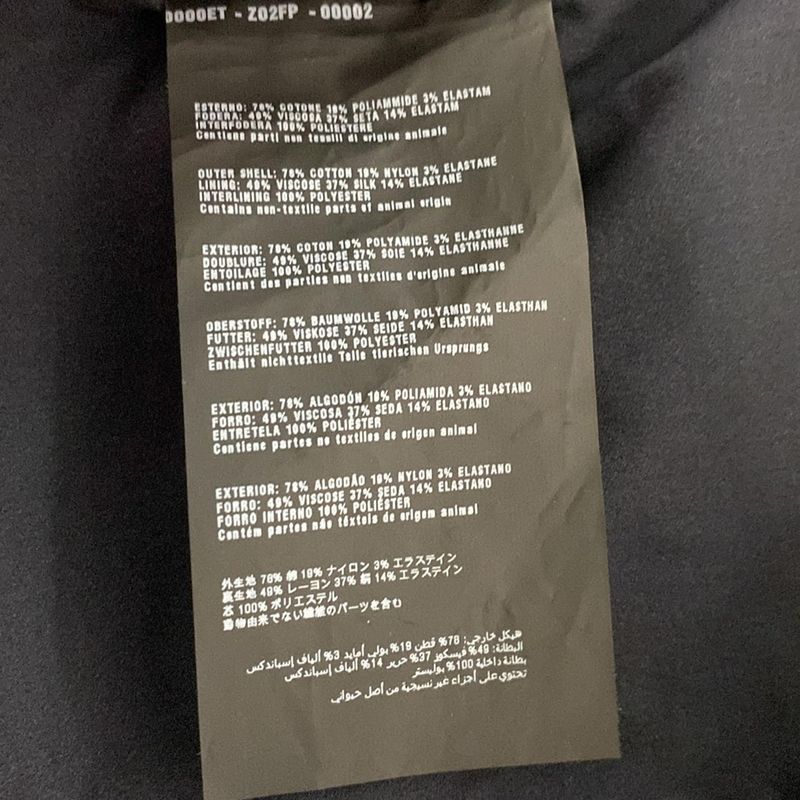 0000ET - Z02FP - 00002
ESTERNO: 78% COTONE 19% POLIAMMIDE 3% ELASTAM
FODERA: 49% VISCOSA 37% SETA 14% ELASTAM
INTERFODERA 100% POLIESTERE
Contiene parti non tessili di origine animale
OUTER SHELL: 78% COTTON 19% NYLON 3% ELASTANE
LINING: 49% VISCOSE 37% SILK 14% ELASTANE
INTERLINING 100% POLYESTER
Contains non-textile parts of animal origin
EXTERIOR: 78% COTON 19% POLYAMIDE 3% ELASTHANNE
DOUBLURE: 49% VISCOSE 37% SOIE 14% ELASTHANNE
ENTOILAGE 100% POLYESTER
Contient des parties non textiles d'origine animale
OBERSTOFF: 78% BAUMWOLLE 19% POLYAMID 3% ELASTHAN
FUTTER: 49% VISKOSE 37% SEIDE 14% ELASTHAN
ZWISCHENFUTTER 100% POLYESTER
Enthält nichttextile Teile tierischen Ursprungs
EXTERIOR: 78% ALGODÓN 19% POLIAMIDA 3% ELASTANO
FORRO: 49% VISCOSA 37% SEDA 14% ELASTANO
ENTRETELA 100% POLIÉSTER
Contiene partes no textiles de origen animal
EXTERIOR: 78% ALGODÃO 19% NYLON 3% ELASTANO
FORRO: 49% VISCOSE 37% SEDA 14% ELASTANO
FORRO INTERNO 100% POLIÉSTER
Contém partes não têxteis de origem animal
外生地 78% 綿 19% ナイロン 3% エラステイン
裏生地 49% レーヨン 37% 絹 14% エラステイン
芯 100% ポリエステル
動物由来でない繊維のパーツを含む
هيكل خارجي: 78% قطن 19% بولي أمايد 3% ألياف إسباندكس
البطانة: 49% فيسكوز 37% حرير 14% ألياف إسباندكس
بطانة داخلية 100% بوليستر
تحتوي على أجزاء غير نسيجية من أصل حيواني